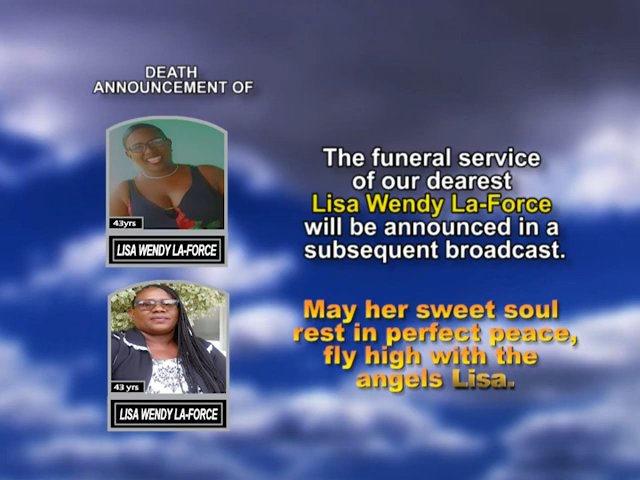 DEATH
ANNOUNCEMENT OF
43yrs
LISA WENDY LA-FORCE
43 yrs
LISA WENDY LA-FORCE
The funeral service
of our dearest
Lisa Wendy La-Force
will be announced in a
subsequent broadcast.
May her sweet soul
rest in perfect peace,
fly high with the
angels Lisa.